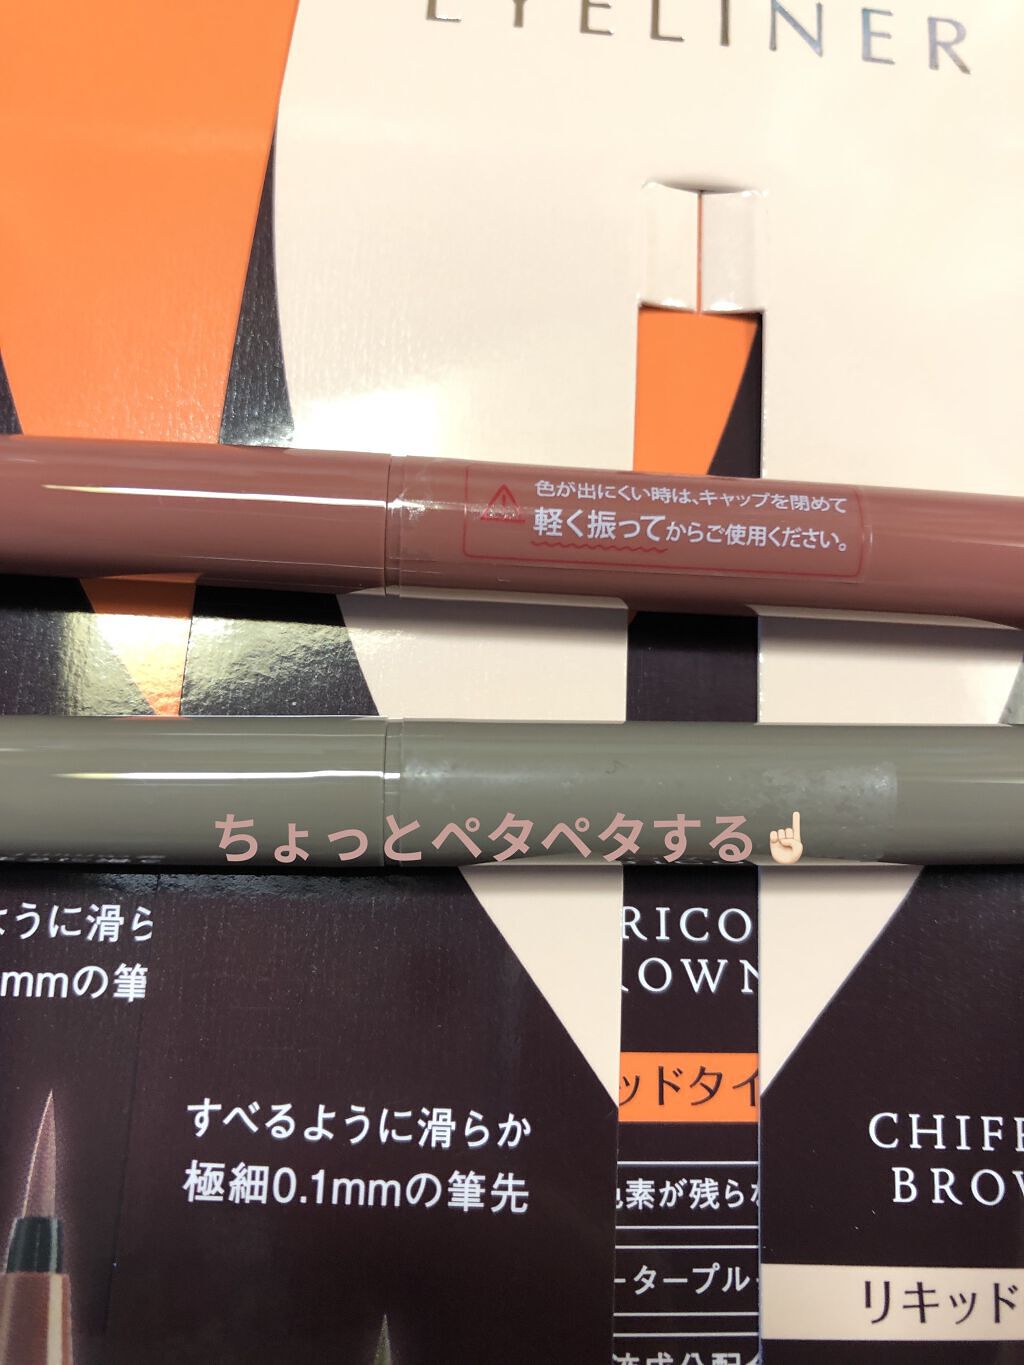 EYELINER
色が出にくい時は、キャップを閉めて
軽く振ってからご使用ください。
ちょっとペタペタする☝🏻
ように滑ら
mmの筆
すべるように滑らか
極細0.1mmの筆先
RICO
OWN
ッドタイ
色素が残らな
ータープル
CHIFF
BROW
リキッド